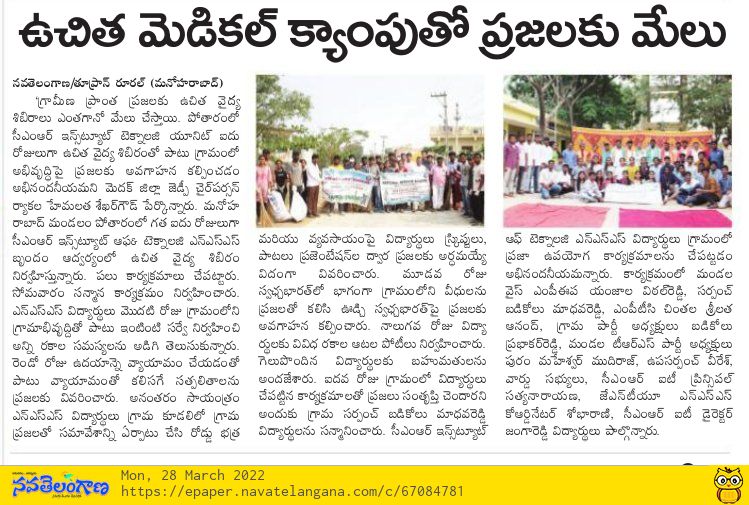 ఉచిత మెడికల్ క్యాంపుతో ప్రజలకు మేలు
నవతెలంగాణ/తూప్రాన్ రూరల్ (మనోహరాబాద్)
'గ్రామీణ ప్రాంత ప్రజలకు ఉచిత వైద్య
శిబిరాలు ఎంతగానో మేలు చేస్తాయి. పోతారంలో
సీఎంఆర్ ఇన్స్ట్యూట్ టెక్నాలజి యూనిట్ ఐదు
రోజులుగా ఉచిత వైద్య శిబిరంతో పాటు గ్రామంలో
అభివృద్ధిపై ప్రజలకు అవగాహన కల్పించడం
అభినందనీయమని మెదక్ జిల్లా జెడ్పీ చైర్‌పర్సన్
ర్యాకల హేమలత శేఖర్‌గౌడ్ పేర్కొన్నారు. మనోహ
రాబాద్ మండలం పోతారంలో గత ఐదు రోజులుగా
సీఎంఆర్ ఇన్స్ట్యూట్ ఆఫ్ టెక్నాలజి ఎన్ఎస్ఎస్
బృందం ఆధ్వర్యంలో ఉచిత వైద్య శిబిరం
నిర్వహిస్తున్నారు. పలు కార్యక్రమాలు చేపట్టారు.
సోమవారం సన్మాన కార్యక్రమం నిర్వహించారు.
ఎన్ఎస్ఎస్ విద్యార్థులు మొదటి రోజు గ్రామంలోని
గ్రామాభివృద్ధితో పాటు ఇంటింటి సర్వే నిర్వహించి
అన్ని రకాల సమస్యలను అడిగి తెలుసుకున్నారు.
రెండో రోజు ఉదయాన్నె వ్యాయామం చేయడంతో
పాటు వ్యాయామంతో కలిసగే సత్ఫలితాలను
ప్రజలకు వివరించారు. అనంతరం సాయంత్రం
ఎన్ఎస్ఎస్ విద్యార్థులు గ్రామ కూడలిలో గ్రామ
ప్రజలతో సమావేశాన్ని ఏర్పాటు చేసి రోడ్డు భత్ర
మరియు వ్యవసాయంపై విద్యార్థులు స్క్రిప్టులు,
పాటలు ప్రజెంటేషన్‌ల ద్వార ప్రజలకు అర్ధమయ్యే
విదంగా వివరించారు. మూడవ రోజు
స్వచ్ఛభారత్‌లో భాగంగా గ్రామంలోని వీధులను
ప్రజలతో కలిసి ఊడ్చి స్వచ్ఛభారత్‌పై ప్రజలకు
అవగాహన కల్పించారు. నాలుగవ రోజు విద్యా
ర్థులకు వివిధ రకాల ఆటల పోటీలు నిర్వహించారు.
గెలుపొందిన విద్యార్థులకు బహుమతులను
అందజేశారు. ఐదవ రోజు గ్రామంలో విద్యార్థులు
చేపట్టిన కార్యక్రమాలతో ప్రజలు సంతృప్తి చెందారని
అందుకు గ్రామ సర్పంచ్ బడికోలు మాధవరెడ్డి
విద్యార్థులను సన్మానించారు. సీఎంఆర్ ఇన్స్ట్యూట్
ఆఫ్ టెక్నాలజి ఎన్ఎస్ఎస్ విద్యార్థులు గ్రామంలో
ప్రజా ఉపయోగ కార్యక్రమాలను చేపట్టడం
అభినందనీయమన్నారు. కార్యక్రమంలో మండల
వైస్ ఎంపీఈవ యంజాల విఠల్‌రెడ్డి, సర్పంచ్
బడికోలు మాధవరెడ్డి, ఎంపీటీసి చింతల శ్రీలత
ఆనంద్, గ్రామ పార్టీ అధ్యక్షులు బడికోలు
ప్రభాకర్‌రెడ్డి, మండల టీఆర్ఎస్ పార్టీ అధ్యక్షులు
పురం మహేశ్వర్ ముదిరాజ్, ఉపసర్పంచ్ వీరేశ్,
వార్డు సభ్యులు, సీఎంఆర్ ఐటీ ప్రిన్సిపల్
సత్యనారాయణ, జేఎన్‌టీయూ ఎన్ఎస్ఎస్
కోఆర్డినేటర్ శోభారాణి, సీఎంఆర్ ఐటీ డైరెక్టర్
జంగారెడ్డి విద్యార్థులు పాల్గొన్నారు.
నవతెలంగాణ
Mon, 28 March 2022
https://epaper.navatelangana.com/c/67084781